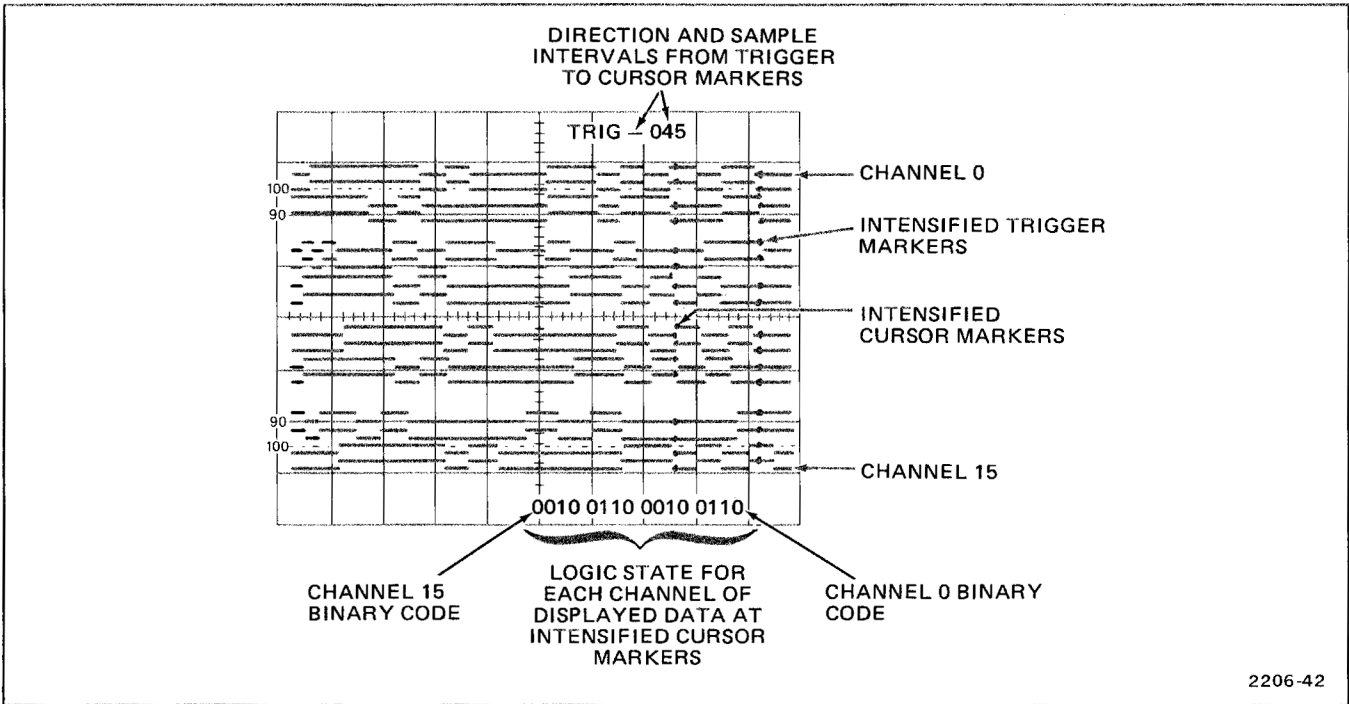 DIRECTION AND SAMPLE
INTERVALS FROM TRIGGER
TO CURSOR MARKERS
TRIG – 045
CHANNEL 0
100
90
INTENSIFIED TRIGGER
MARKERS
INTENSIFIED
CURSOR MARKERS
90
100
CHANNEL 15
0010 0110 0010 0110
CHANNEL 15
BINARY CODE
LOGIC STATE FOR
EACH CHANNEL OF
DISPLAYED DATA AT
INTENSIFIED CURSOR
MARKERS
CHANNEL 0 BINARY
CODE
2206-42